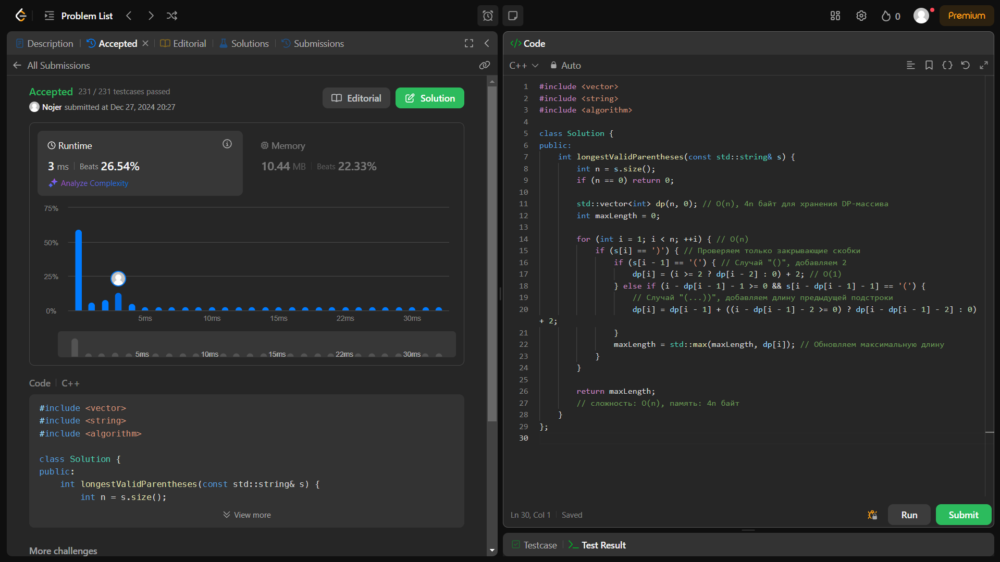 Problem List
0
Premium
Description
Accepted
Editorial
Solutions
Submissions
All Submissions
Accepted 231 / 231 testcases passed
Nojer submitted at Dec 27, 2024 20:27
Editorial
Solution
Runtime
3 ms Beats 26.54%
Analyze Complexity
Memory
10.44 MB Beats 22.33%
75%
50%
25%
0%
5ms 10ms 15ms 22ms 30ms
5ms 10ms 15ms 22ms 30ms
Code C++
#include <vector>
#include <string>
#include <algorithm>
class Solution {
public:
    int longestValidParentheses(const std::string& s) {
        int n = s.size();
View more
More challenges
</> Code
C++ Auto
1 #include <vector>
2 #include <string>
3 #include <algorithm>
4
5 class Solution {
6 public:
7     int longestValidParentheses(const std::string& s) {
8         int n = s.size();
9         if (n == 0) return 0;
10
11         std::vector<int> dp(n, 0); // O(n), 4n байт для хранения DP-массива
12         int maxLength = 0;
13
14         for (int i = 1; i < n; ++i) { // O(n)
15             if (s[i] == ')') { // Проверяем только закрывающие скобки
16                 if (s[i - 1] == '(') { // Случай "()", добавляем 2
17                     dp[i] = (i >= 2 ? dp[i - 2] : 0) + 2; // O(1)
18                 } else if (i - dp[i - 1] - 1 >= 0 && s[i - dp[i - 1] - 1] == '(') {
19                     // Случай "(...))", добавляем длину предыдущей подстроки
20                     dp[i] = dp[i - 1] + ((i - dp[i - 1] - 2 >= 0) ? dp[i - dp[i - 1] - 2] : 0)
+ 2;
21                 }
22                 maxLength = std::max(maxLength, dp[i]); // Обновляем максимальную длину
23             }
24         }
25
26         return maxLength;
27         // сложность: O(n), память: 4n байт
28     }
29 };
30
Ln 30, Col 1 Saved
Run
Submit
Testcase
Test Result